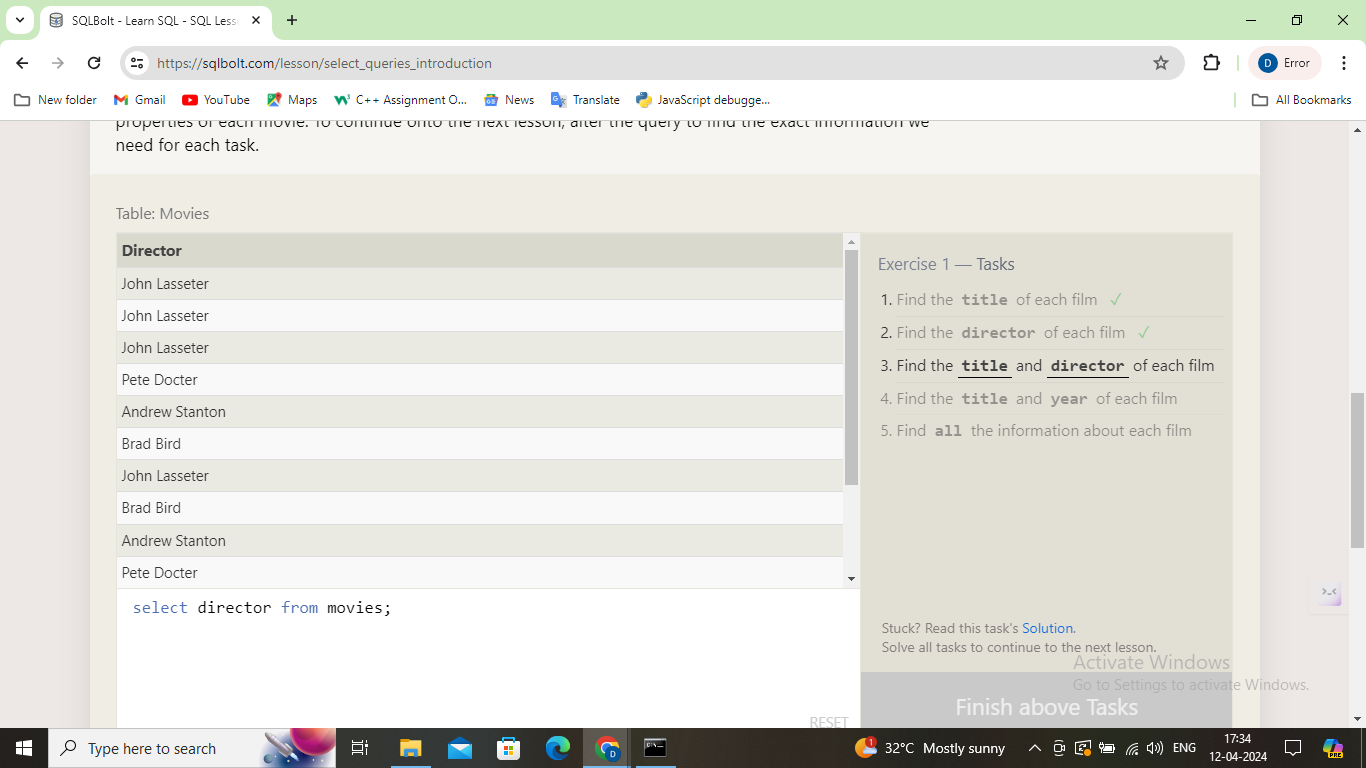 SQLBolt - Learn SQL - SQL Less
https://sqlbolt.com/lesson/select_queries_introduction
D Error
New folder Gmail YouTube Maps C++ Assignment O... News Translate JavaScript debugge... All Bookmarks
properties of each movie. To continue onto the next lesson, alter the query to find the exact information we
need for each task.
Table: Movies
Director
John Lasseter
John Lasseter
John Lasseter
Pete Docter
Andrew Stanton
Brad Bird
John Lasseter
Brad Bird
Andrew Stanton
Pete Docter
select director from movies;
RESET
Exercise 1 — Tasks
1. Find the title of each film ✓
2. Find the director of each film ✓
3. Find the title and director of each film
4. Find the title and year of each film
5. Find all the information about each film
Stuck? Read this task's Solution.
Solve all tasks to continue to the next lesson.
Activate Windows
Go to Settings to activate Windows.
Finish above Tasks
Type here to search
1
32°C Mostly sunny
ENG
17:34
12-04-2024
PRE